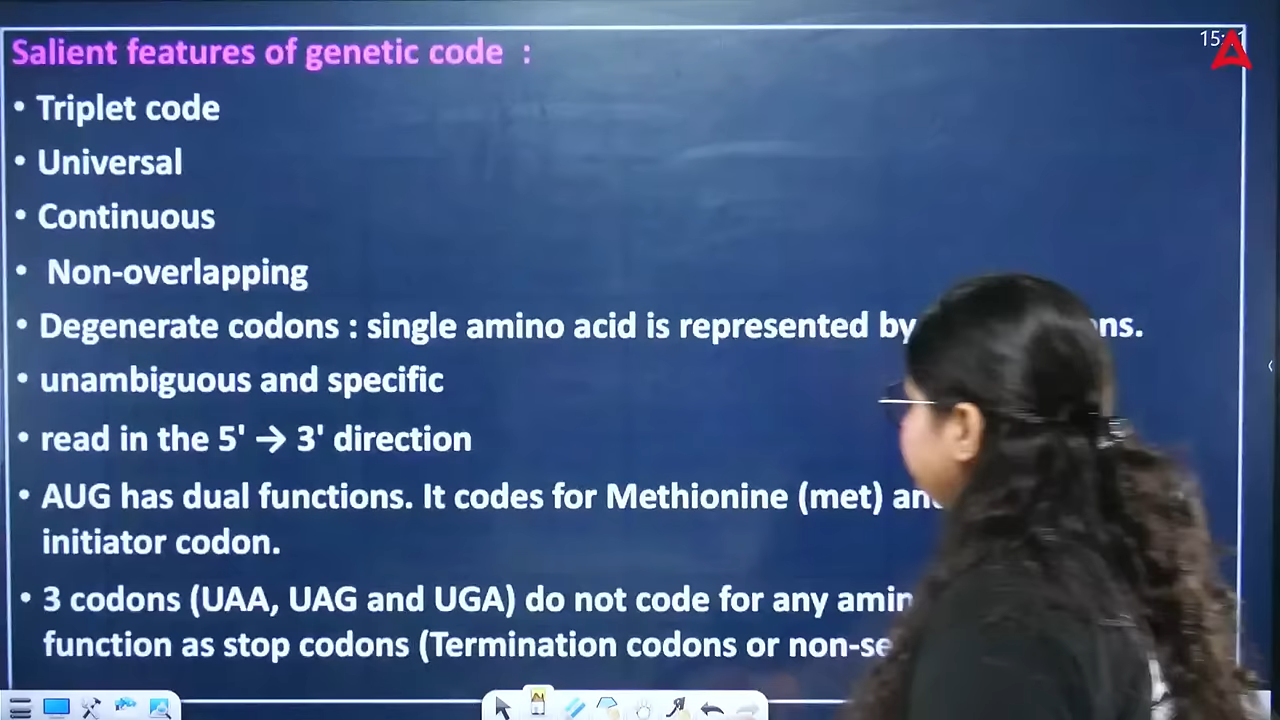 Salient features of genetic code :
• Triplet code
• Universal
• Continuous
• Non-overlapping
• Degenerate codons : single amino acid is represented by
• unambiguous and specific
• read in the 5' → 3' direction
• AUG has dual functions. It codes for Methionine (met)
initiator codon.
• 3 codons (UAA, UAG and UGA) do not code for any
function as stop codons (Termination codons or